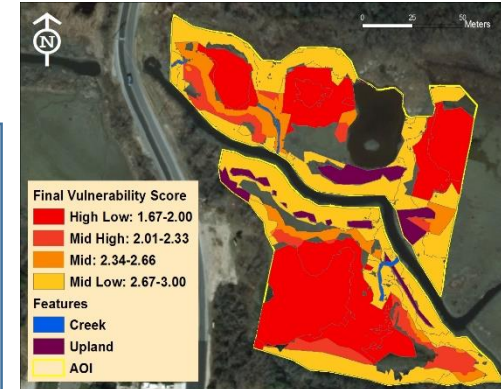 N
0 25 50
Meters
Final Vulnerability Score
High Low: 1.67-2.00
Mid High: 2.01-2.33
Mid: 2.34-2.66
Mid Low: 2.67-3.00
Features
Creek
Upland
AOI